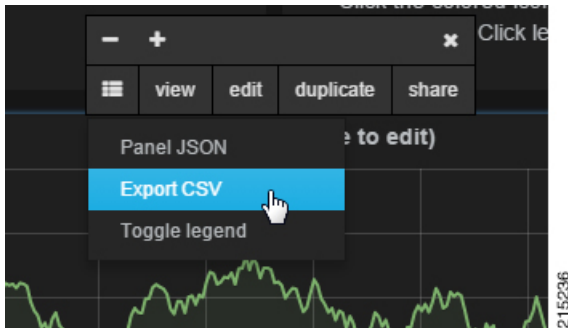 Click le
view edit duplicate share
e to edit)
Panel JSON
Export CSV
Toggle legend
215236